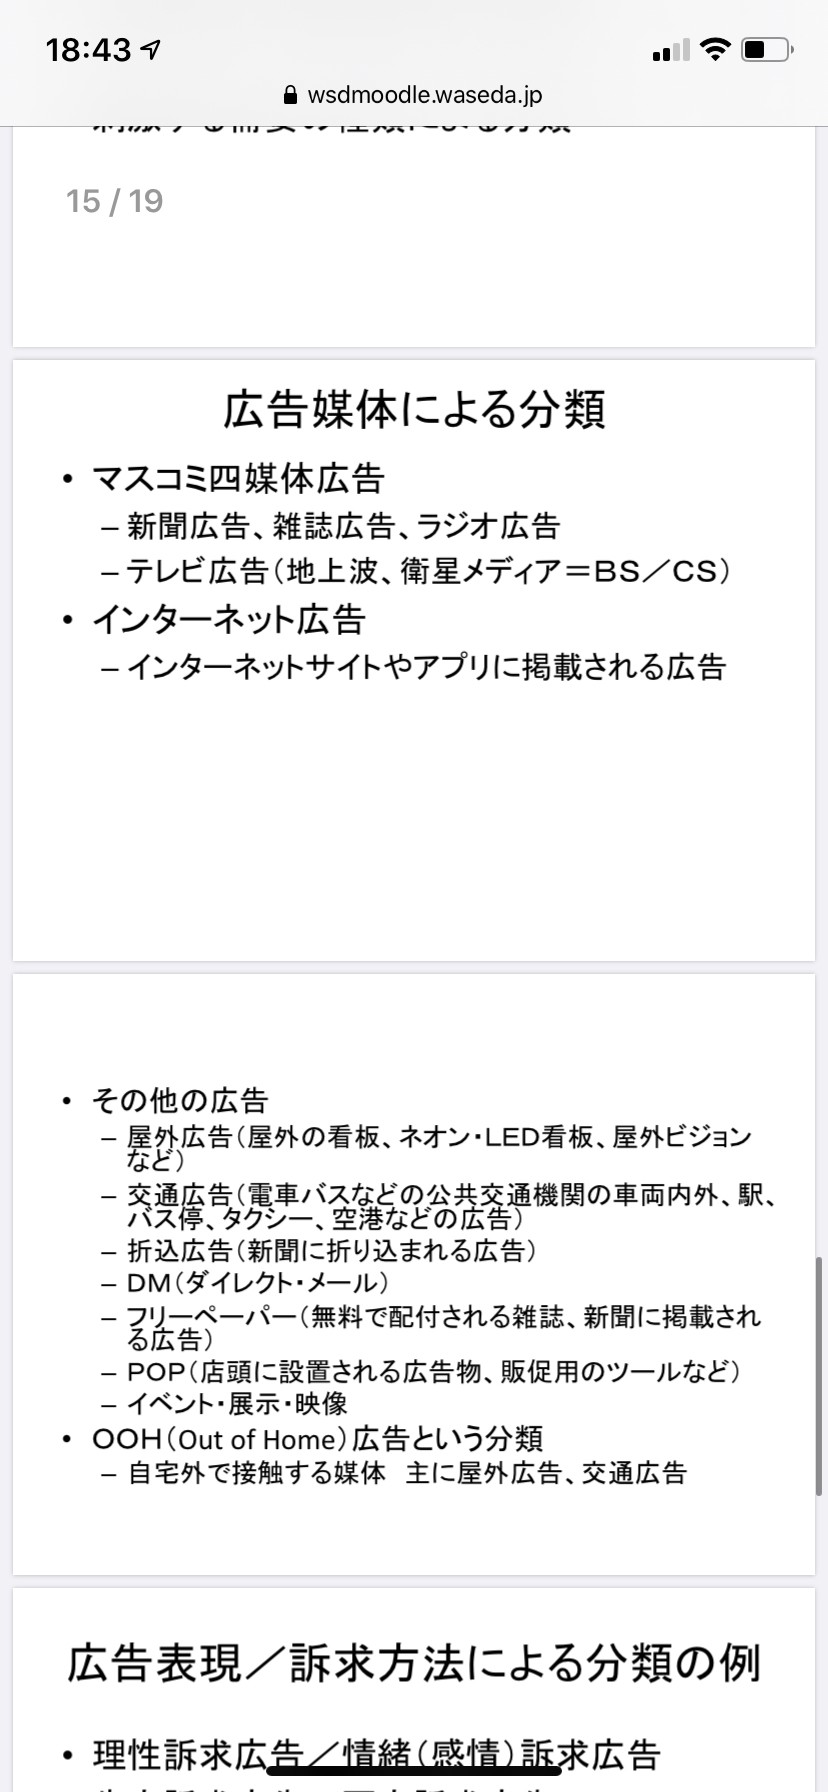 18:43
wsdmoodle.waseda.jp
刺激する需要の種類による分類
15 / 19
広告媒体による分類
• マスコミ四媒体広告
– 新聞広告、雑誌広告、ラジオ広告
– テレビ広告（地上波、衛星メディア＝BS／CS）
• インターネット広告
– インターネットサイトやアプリに掲載される広告
• その他の広告
– 屋外広告（屋外の看板、ネオン・LED看板、屋外ビジョン
など）
– 交通広告（電車バスなどの公共交通機関の車両内外、駅、
バス停、タクシー、空港などの広告）
– 折込広告（新聞に折り込まれる広告）
– DM（ダイレクト・メール）
– フリーペーパー（無料で配付される雑誌、新聞に掲載され
る広告）
– POP（店頭に設置される広告物、販促用のツールなど）
– イベント・展示・映像
• OOH（Out of Home）広告という分類
– 自宅外で接触する媒体　主に屋外広告、交通広告
広告表現／訴求方法による分類の例
• 理性訴求広告／情緒（感情）訴求広告